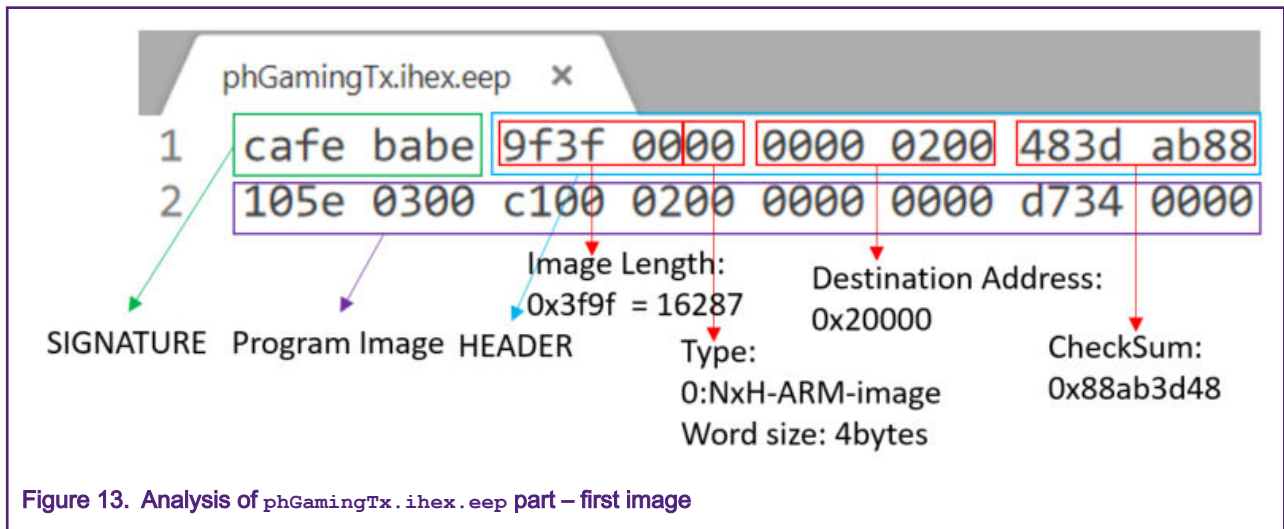 phGamingTx.ihex.eep ×
1 cafe babe 9f3f 0000 0000 0200 483d ab88
2 105e 0300 c100 0200 0000 0000 d734 0000
SIGNATURE
Program Image
HEADER
Image Length:
0x3f9f = 16287
Type:
0:NxH-ARM-image
Word size: 4bytes
Destination Address:
0x20000
CheckSum:
0x88ab3d48
Figure 13. Analysis of phGamingTx.ihex.eep part – first image